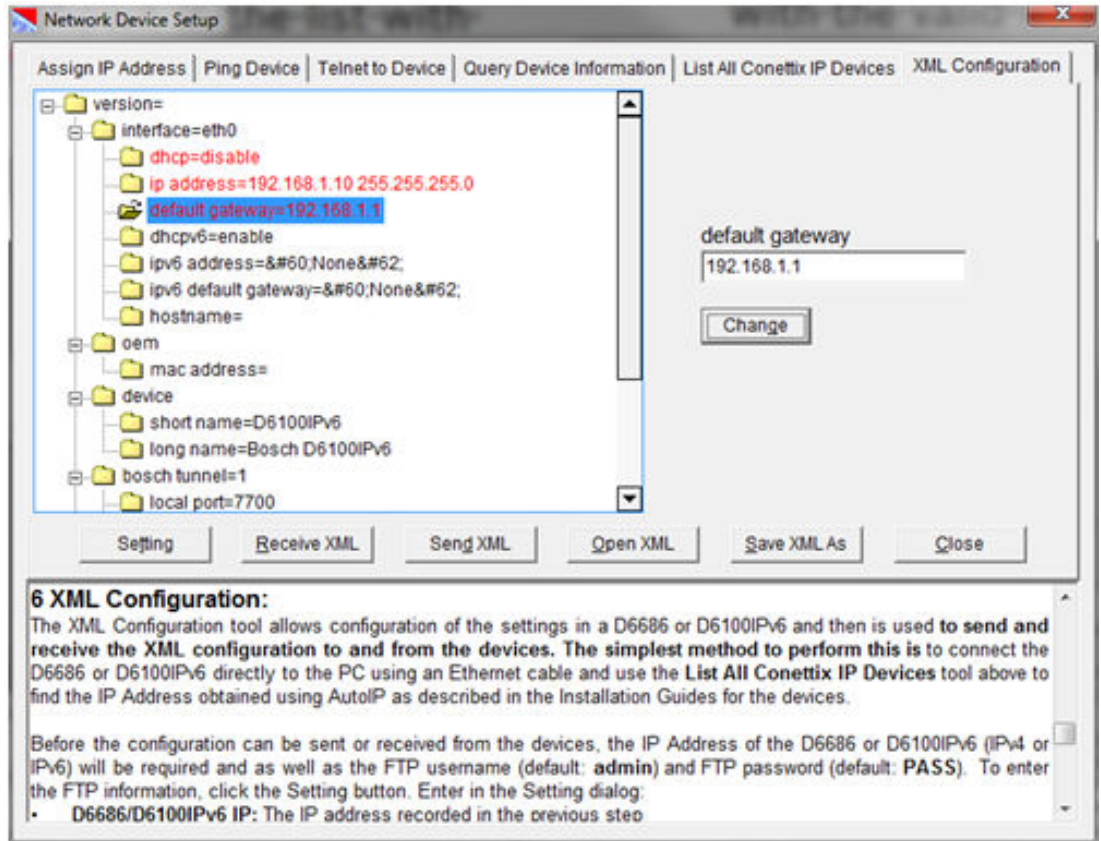 the list with
with the valid
Network Device Setup
Assign IP Address
Ping Device
Telnet to Device
Query Device Information
List All Conettix IP Devices
XML Configuration
version=
interface=eth0
dhcp=disable
ip address=192.168.1.10 255.255.255.0
default gateway=192.168.1.1
dhcpv6=enable
ipv6 address=&#60;None&#62;
ipv6 default gateway=&#60;None&#62;
hostname=
oem
mac address=
device
short name=D6100IPv6
long name=Bosch D6100IPv6
bosch tunnel=1
local port=7700
default gateway
192.168.1.1
Change
Setting
Receive XML
Send XML
Open XML
Save XML As
Close
6 XML Configuration:
The XML Configuration tool allows configuration of the settings in a D6686 or D6100IPv6 and then is used to send and
receive the XML configuration to and from the devices. The simplest method to perform this is to connect the
D6686 or D6100IPv6 directly to the PC using an Ethernet cable and use the List All Conettix IP Devices tool above to
find the IP Address obtained using AutoIP as described in the Installation Guides for the devices.
Before the configuration can be sent or received from the devices, the IP Address of the D6686 or D6100IPv6 (IPv4 or
IPv6) will be required and as well as the FTP username (default: admin) and FTP password (default: PASS). To enter
the FTP information, click the Setting button. Enter in the Setting dialog:
• D6686/D6100IPv6 IP: The IP address recorded in the previous step